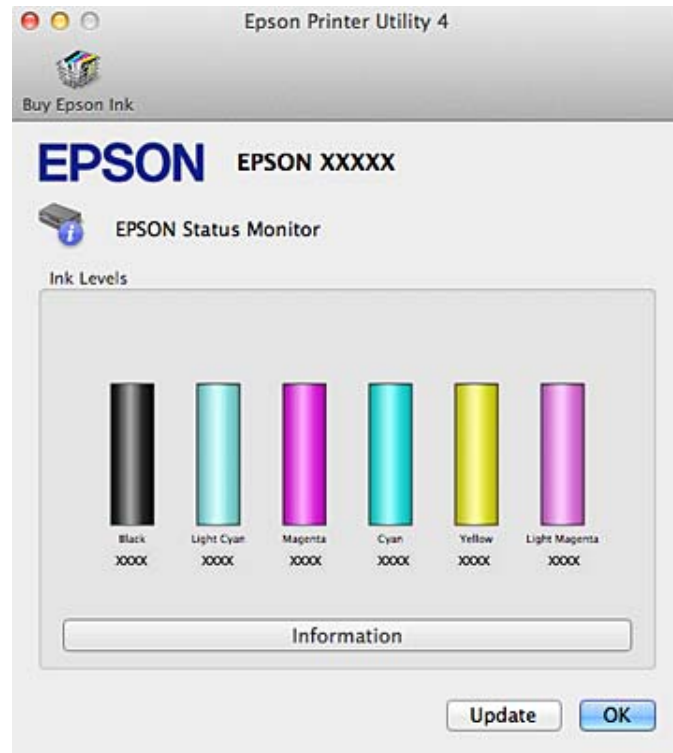 Epson Printer Utility 4
Buy Epson Ink
EPSON EPSON XXXXX
EPSON Status Monitor
Ink Levels
Black Light Cyan Magenta Cyan Yellow Light Magenta
XXXX XXXX XXXX XXXX XXXX XXXX
Information
Update OK